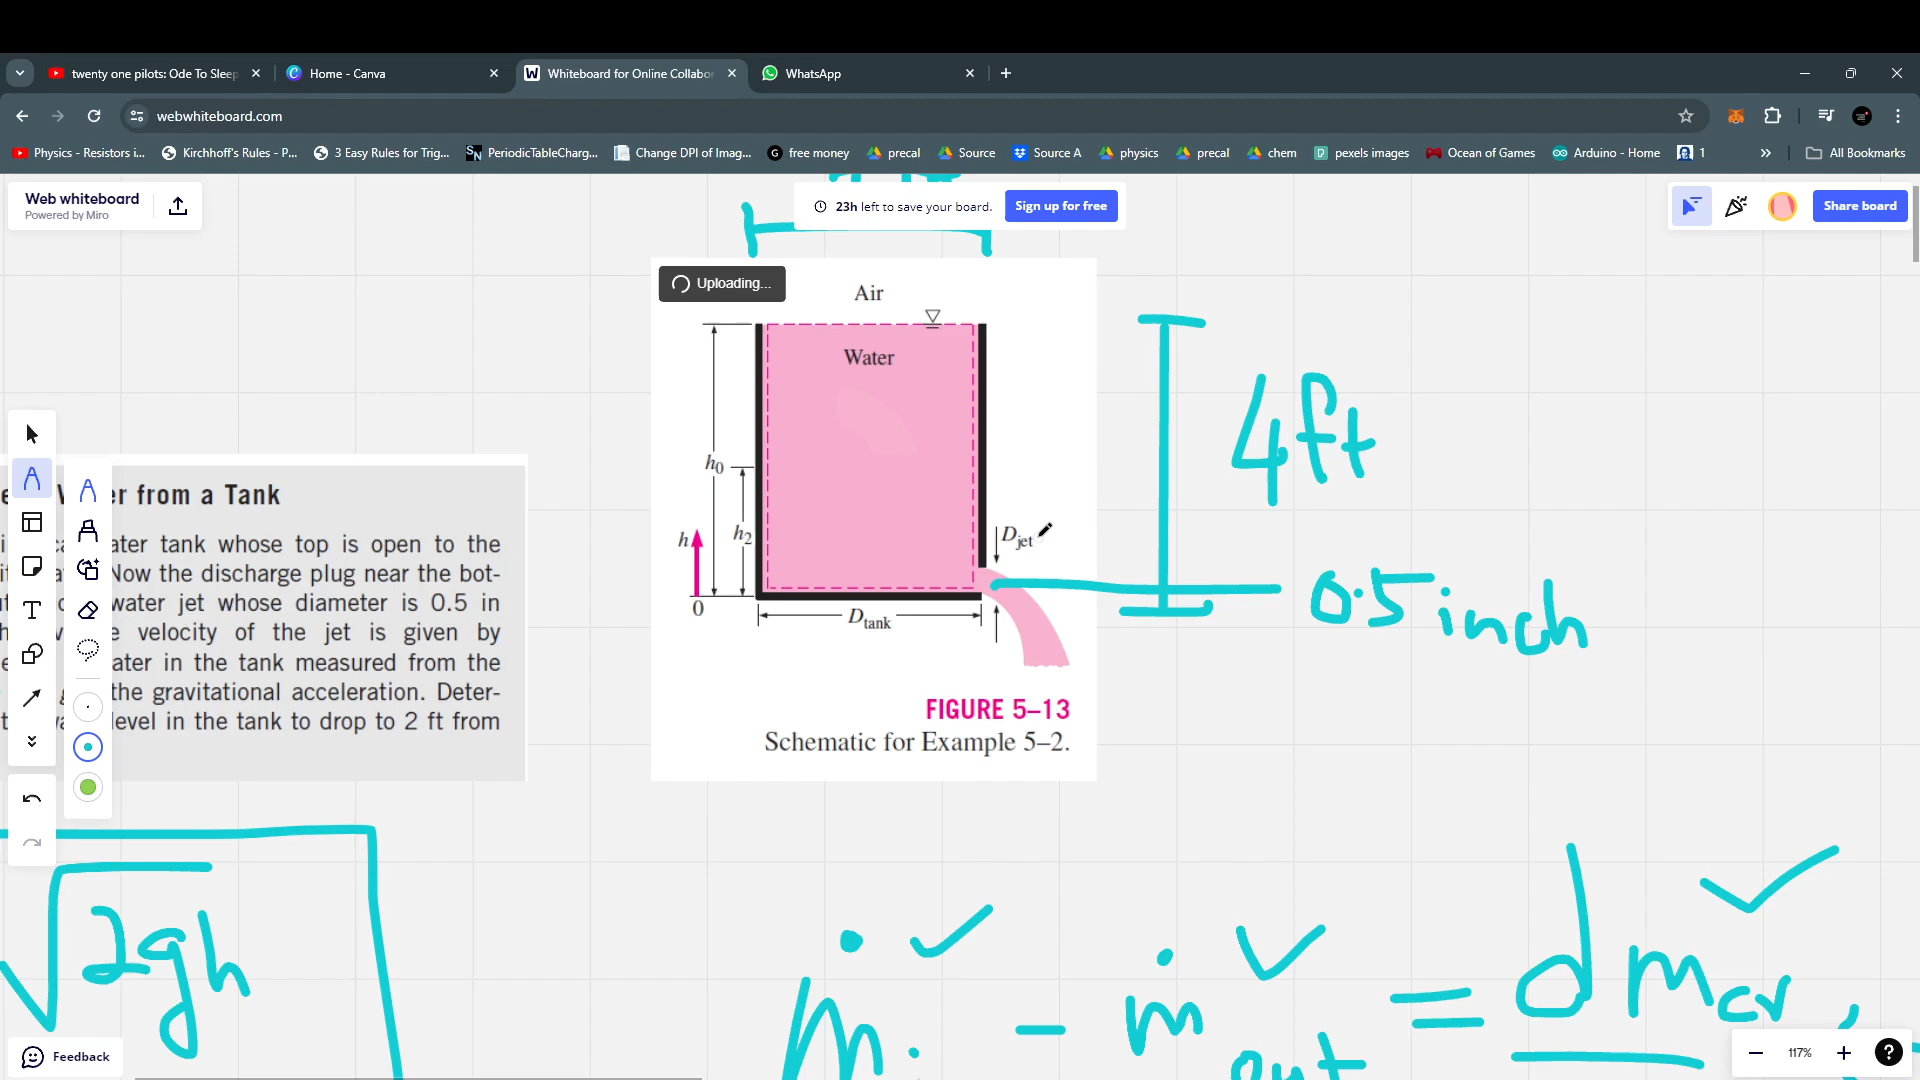 twenty one pilots: Ode To Sleep
Home - Canva
Whiteboard for Online Collabor
WhatsApp
webwhiteboard.com
Physics - Resistors i...
Kirchhoff's Rules - P...
3 Easy Rules for Trig...
PeriodicTableCharg...
Change DPI of Imag...
free money
precal
Source
Source A
physics
precal
chem
pexels images
Ocean of Games
Arduino - Home
1
All Bookmarks
Web whiteboard
Powered by Miro
23h left to save your board.
Sign up for free
Share board
Uploading...
Air
Water
h0
h2
h
0
Djet
Dtank
4ft
0.5 inch
FIGURE 5–13
Schematic for Example 5–2.
er from a Tank
ater tank whose top is open to the
Now the discharge plug near the bot-
water jet whose diameter is 0.5 in
e velocity of the jet is given by
ater in the tank measured from the
the gravitational acceleration. Deter-
level in the tank to drop to 2 ft from
√2gh
ṁi - ṁout = dmcv
Feedback
117%